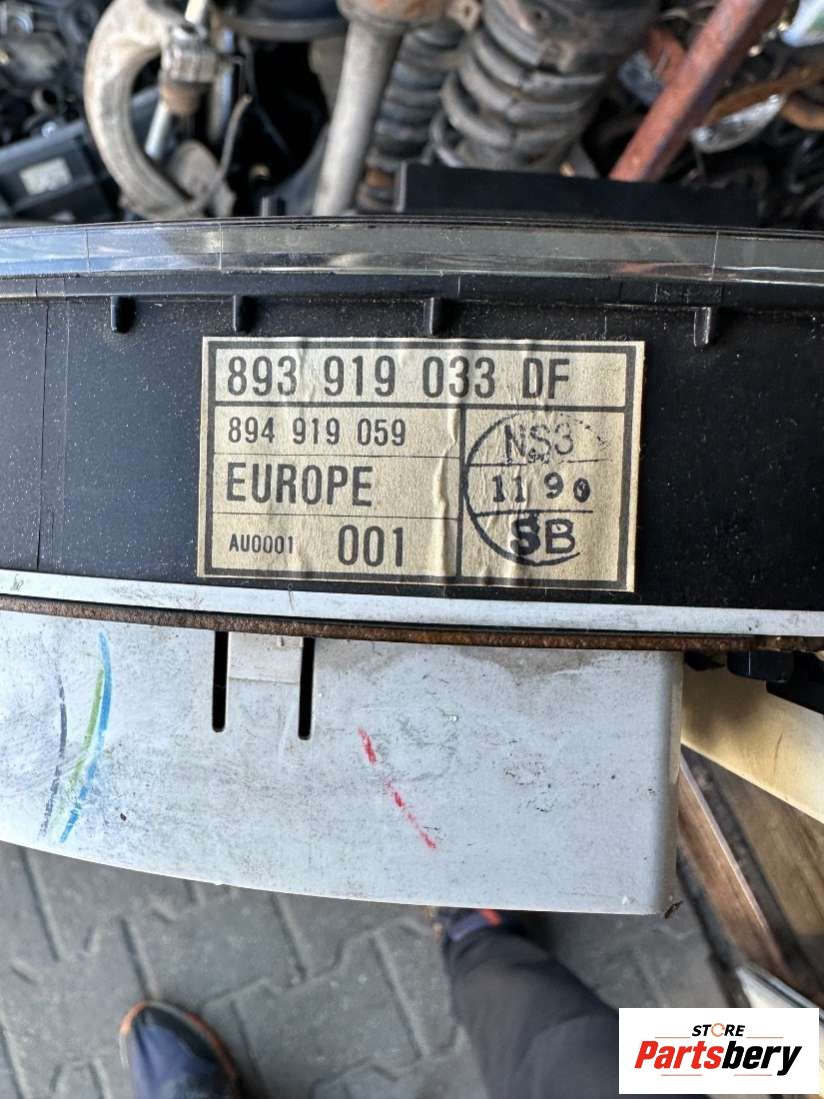 893 919 033 DF
894 919 059
EUROPE
AU0001 001
NS3
11 90
SB
STORE
Partsbery